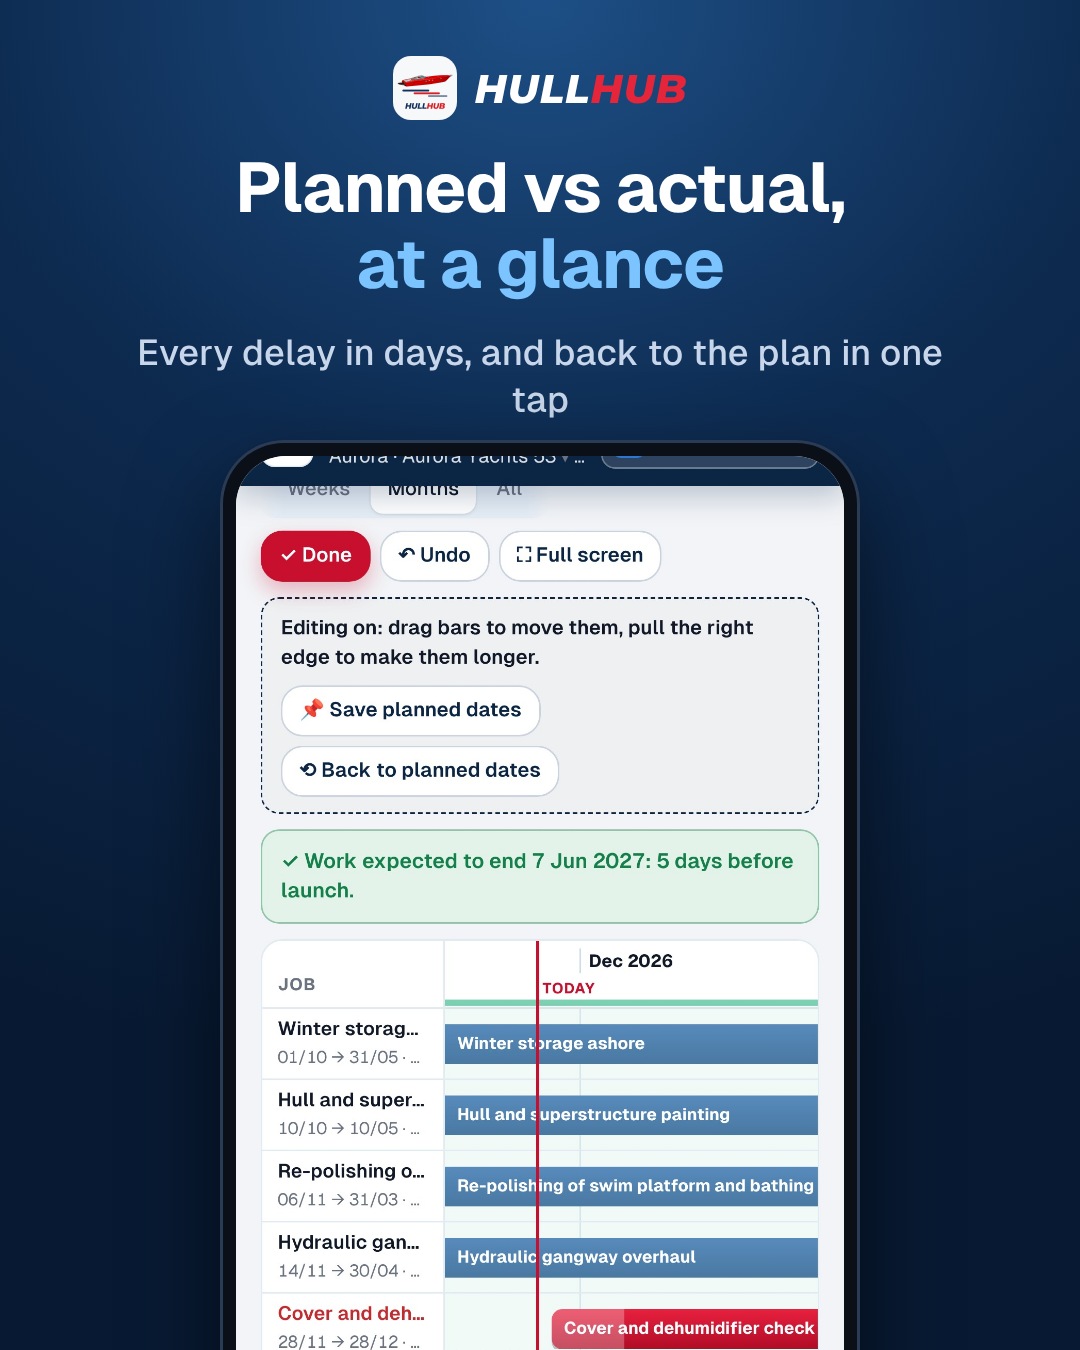 HULLHUB
HULLHUB
Planned vs actual,
at a glance
Every delay in days, and back to the plan in one
tap
Aurora · Aurora Yachts 53 ▾ ...
Weeks Months All
✓ Done ↶ Undo ⛶ Full screen
Editing on: drag bars to move them, pull the right
edge to make them longer.
📌 Save planned dates
⟲ Back to planned dates
✓ Work expected to end 7 Jun 2027: 5 days before
launch.
Dec 2026
JOB
TODAY
Winter storag...
01/10 → 31/05 · ...
Winter storage ashore
Hull and super...
10/10 → 10/05 · ...
Hull and superstructure painting
Re-polishing o...
06/11 → 31/03 · ...
Re-polishing of swim platform and bathing
Hydraulic gan...
14/11 → 30/04 · ...
Hydraulic gangway overhaul
Cover and deh...
28/11 → 28/12 · ...
Cover and dehumidifier check